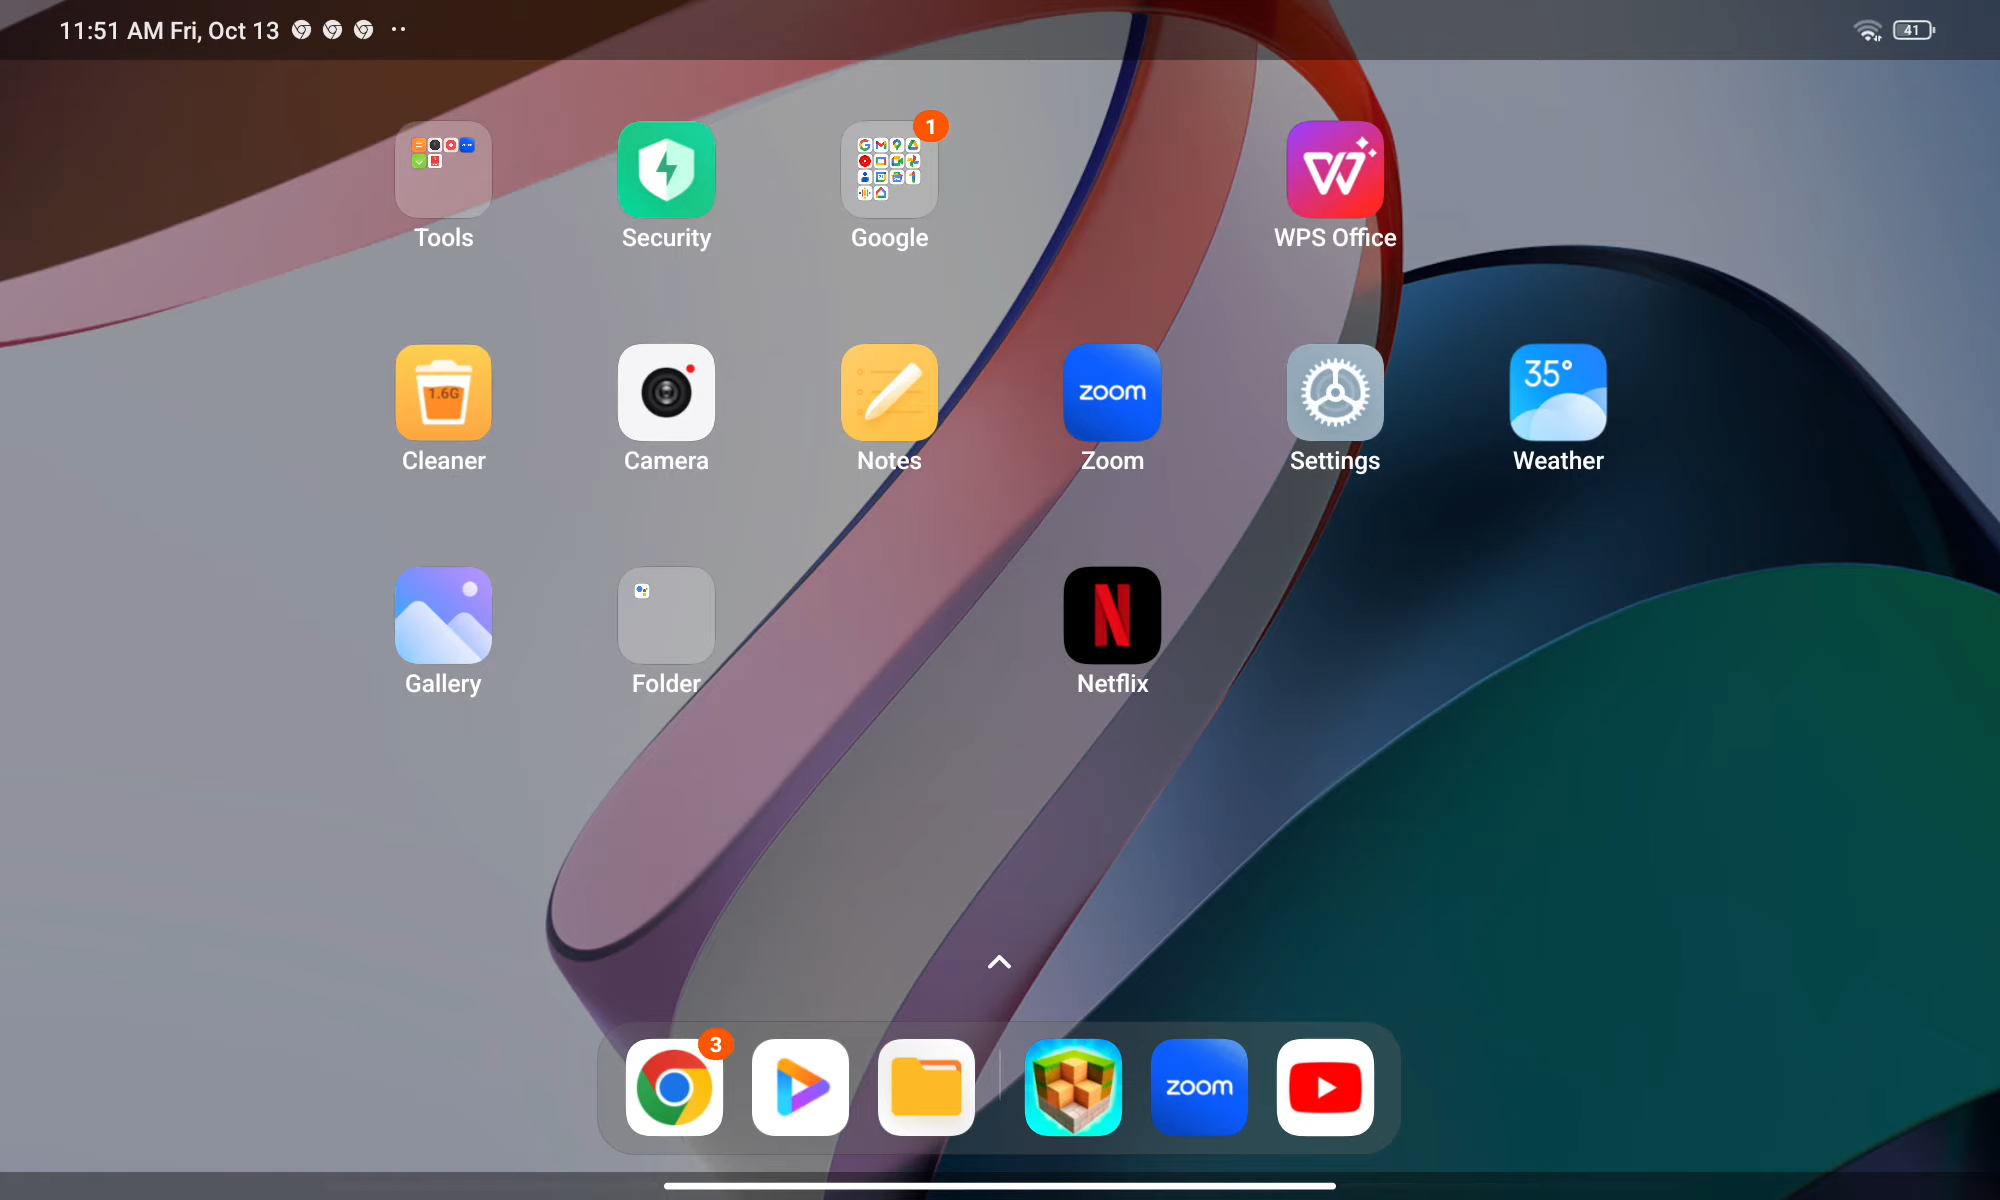 11:51 AM Fri, Oct 13
41
1
Tools
Security
Google
WPS Office
1.6G
zoom
35°
Cleaner
Camera
Notes
Zoom
Settings
Weather
Gallery
Folder
Netflix
3
zoom